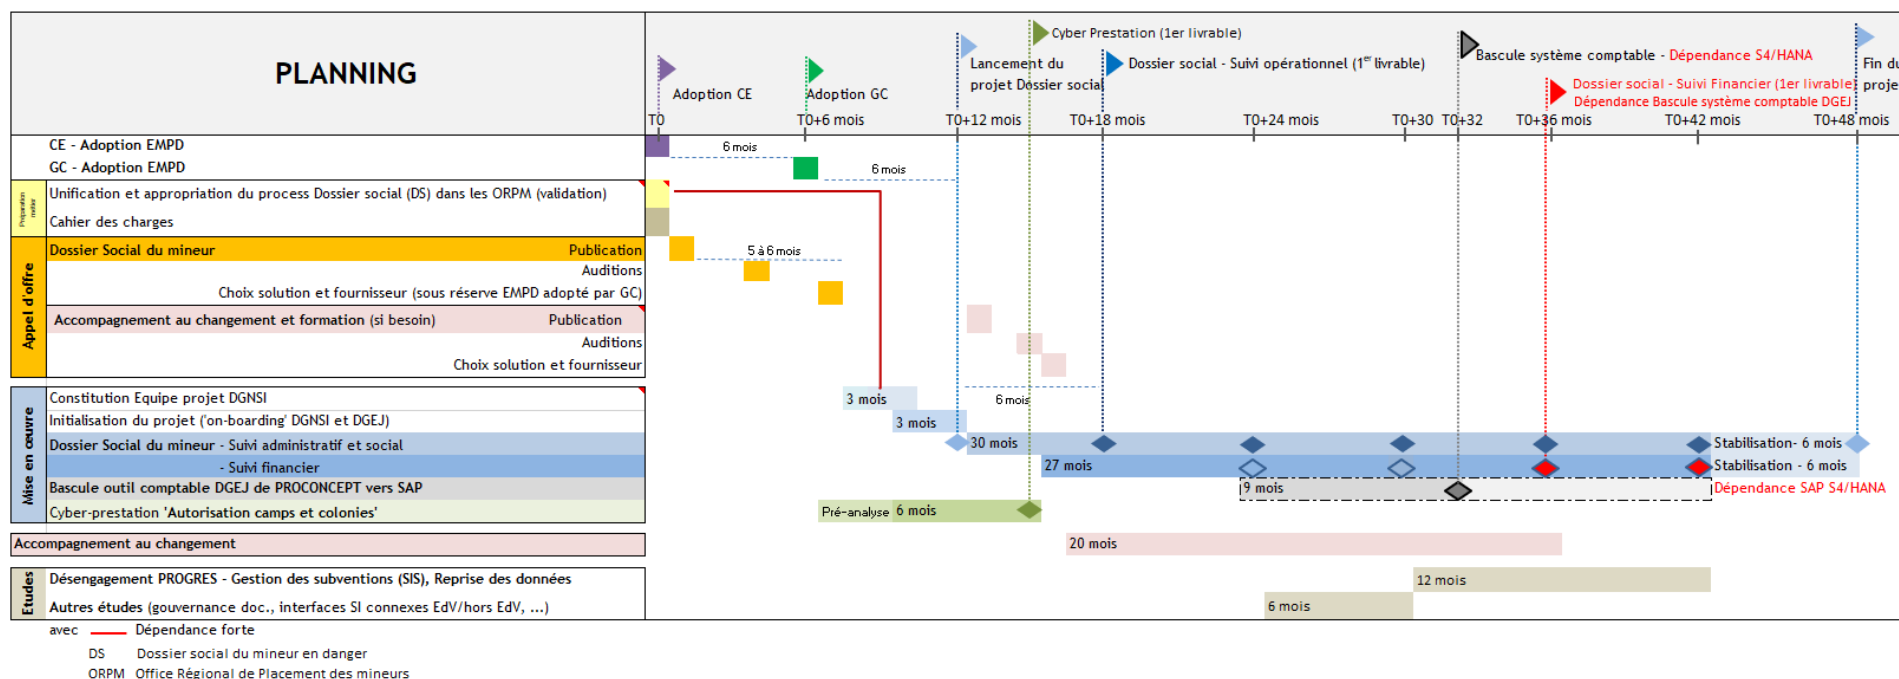 PLANNING
Adoption CE
Adoption GC
Lancement du
projet Dossier social
Cyber Prestation (1er livrable)
Dossier social - Suivi opérationnel (1er livrable)
Bascule système comptable - Dépendance S4/HANA
Dossier social - Suivi Financier (1er livrable)
Dépendance Bascule système comptable DGEJ
Fin du
proje
T0
T0+6 mois
T0+12 mois
T0+18 mois
T0+24 mois
T0+30
T0+32
T0+36 mois
T0+42 mois
T0+48 mois
CE - Adoption EMPD
6 mois
GC - Adoption EMPD
6 mois
Préparation
métier
Unification et appropriation du process Dossier social (DS) dans les ORPM (validation)
Cahier des charges
Appel d'offre
Dossier Social du mineur Publication
5 à 6 mois
Auditions
Choix solution et fournisseur (sous réserve EMPD adopté par GC)
Accompagnement au changement et formation (si besoin) Publication
Auditions
Choix solution et fournisseur
6 mois
Mise en œuvre
Constitution Equipe projet DGNSI
3 mois
Initialisation du projet ('on-boarding' DGNSI et DGEJ)
3 mois
Dossier Social du mineur - Suivi administratif et social
30 mois
Stabilisation- 6 mois
- Suivi financier
27 mois
Stabilisation - 6 mois
Bascule outil comptable DGEJ de PROCONCEPT vers SAP
9 mois
Dépendance SAP S4/HANA
Cyber-prestation 'Autorisation camps et colonies'
Pré-analyse 6 mois
Accompagnement au changement
20 mois
Etudes
Désengagement PROGRES - Gestion des subventions (SIS), Reprise des données
12 mois
Autres études (gouvernance doc., interfaces SI connexes EdV/hors EdV, ...)
6 mois
avec Dépendance forte
DS Dossier social du mineur en danger
ORPM Office Régional de Placement des mineurs